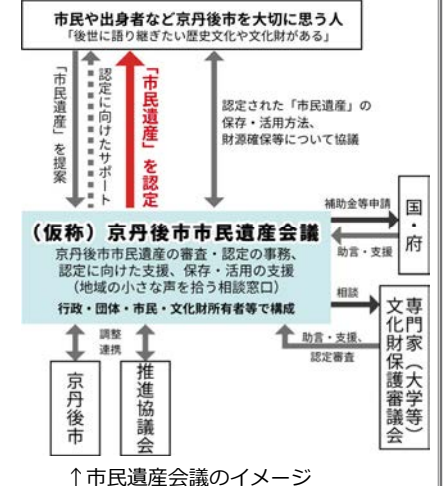 市民や出身者など京丹後市を大切に思う人
「後世に語り継ぎたい歴史文化や文化財がある」
「市民遺産」を提案
認定に向けたサポート
「市民遺産」を認定
認定された「市民遺産」の
保存・活用方法、
財源確保等について協議
(仮称)京丹後市市民遺産会議
京丹後市市民遺産の審査・認定の事務、
認定に向けた支援、保存・活用の支援
(地域の小さな声を拾う相談窓口)
行政・団体・市民・文化財所有者等で構成
補助金等申請
助言・支援
国・府
相談
助言・支援、
認定審査
専門家(大学等)
文化財保護審議会
調整
連携
京丹後市
推進協議会
↑市民遺産会議のイメージ